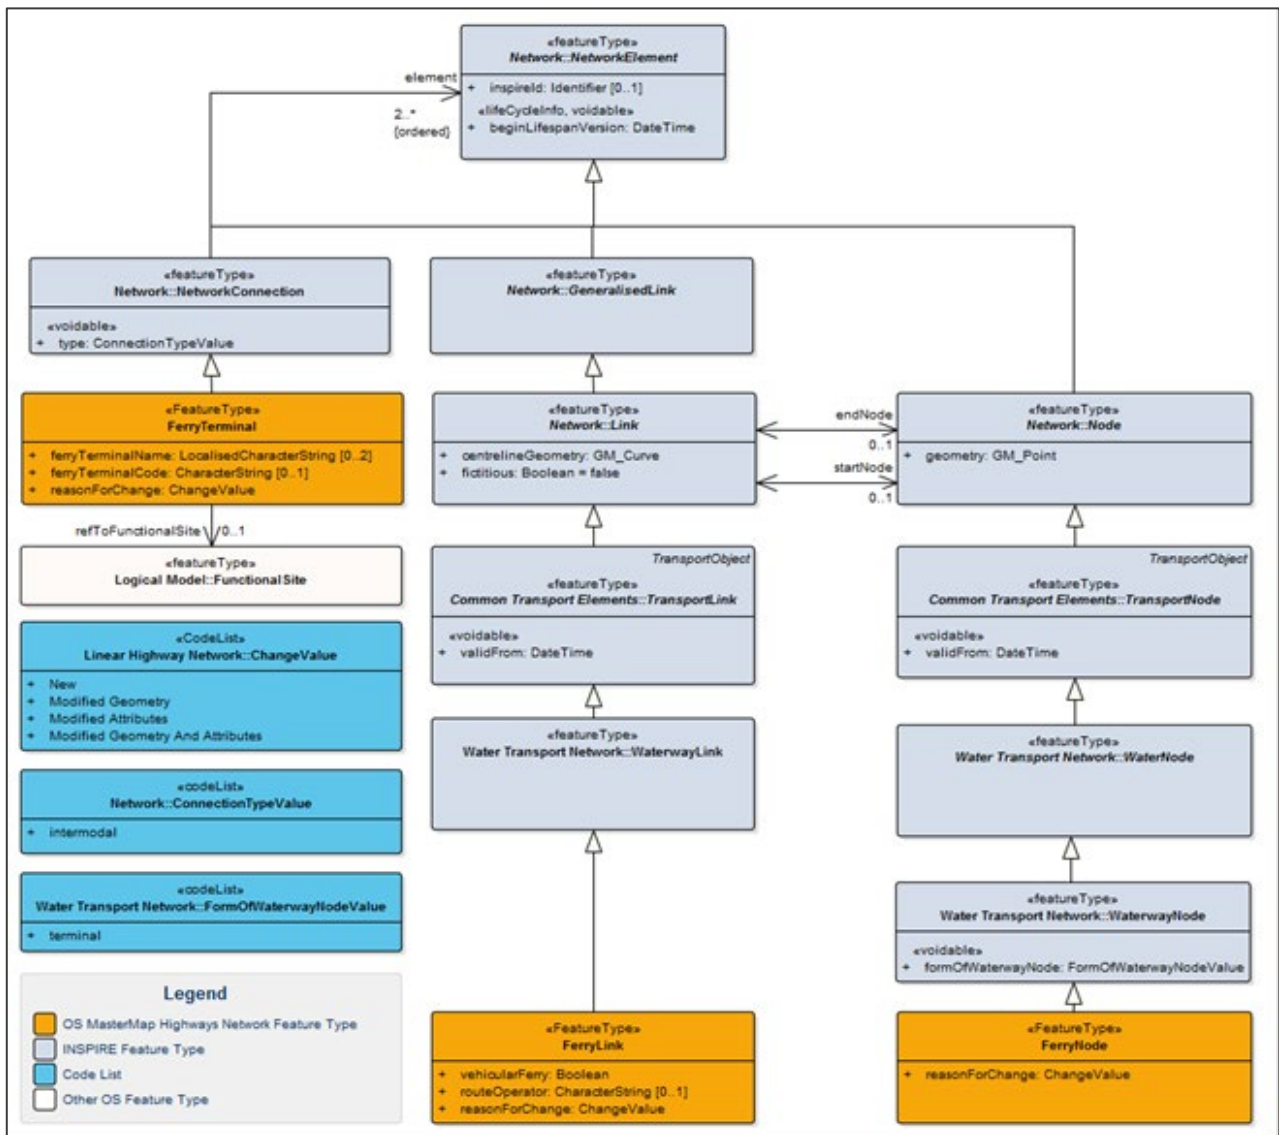 «featureType»
Network::NetworkElement
+ inspireId: Identifier [0..1]
«lifeCycleInfo, voidable»
+ beginLifespanVersion: DateTime
element
2..*
{ordered}
«featureType»
Network::NetworkConnection
«voidable»
+ type: ConnectionTypeValue
«featureType»
Network::GeneralisedLink
«FeatureType»
FerryTerminal
+ ferryTerminalName: LocalisedCharacterString [0..2]
+ ferryTerminalCode: CharacterString [0..1]
+ reasonForChange: ChangeValue
«featureType»
Network::Link
+ centrelineGeometry: GM_Curve
+ fictitious: Boolean = false
endNode
0..1
startNode
0..1
«featureType»
Network::Node
+ geometry: GM_Point
refToFunctionalSite
0..1
«featureType»
Logical Model::FunctionalSite
TransportObject
«featureType»
Common Transport Elements::TransportLink
«voidable»
+ validFrom: DateTime
TransportObject
«featureType»
Common Transport Elements::TransportNode
«voidable»
+ validFrom: DateTime
«CodeList»
Linear Highway Network::ChangeValue
+ New
+ Modified Geometry
+ Modified Attributes
+ Modified Geometry And Attributes
«featureType»
Water Transport Network::WaterwayLink
«featureType»
Water Transport Network::WaterNode
«codeList»
Network::ConnectionTypeValue
+ intermodal
«codeList»
Water Transport Network::FormOfWaterwayNodeValue
+ terminal
«featureType»
Water Transport Network::WaterwayNode
«voidable»
+ formOfWaterwayNode: FormOfWaterwayNodeValue
Legend
OS MasterMap Highways Network Feature Type
INSPIRE Feature Type
Code List
Other OS Feature Type
«FeatureType»
FerryLink
+ vehicularFerry: Boolean
+ routeOperator: CharacterString [0..1]
+ reasonForChange: ChangeValue
«FeatureType»
FerryNode
+ reasonForChange: ChangeValue